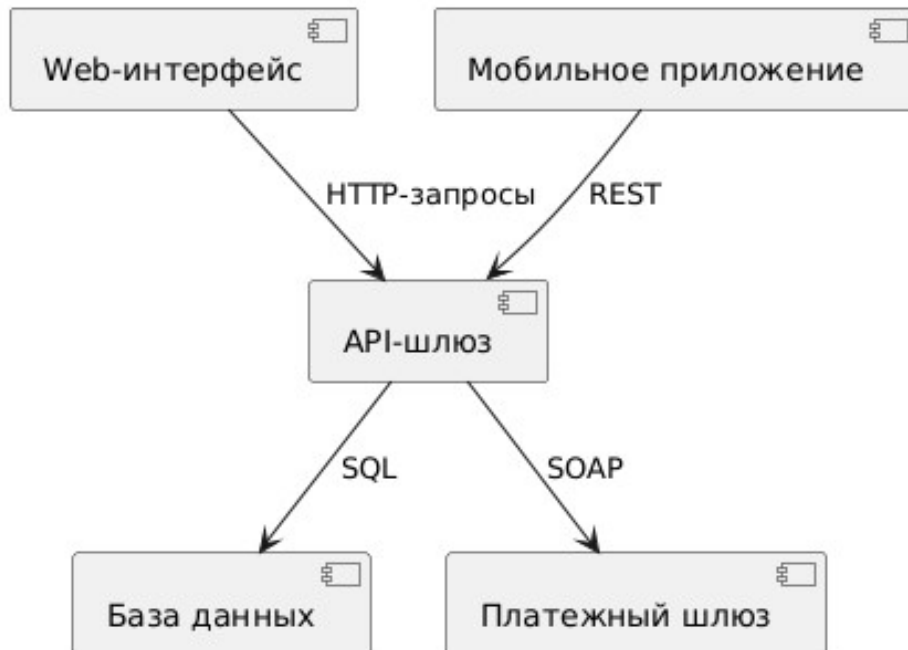 Web-интерфейс
Мобильное приложение
HTTP-запросы
REST
API-шлюз
SQL
SOAP
База данных
Платежный шлюз